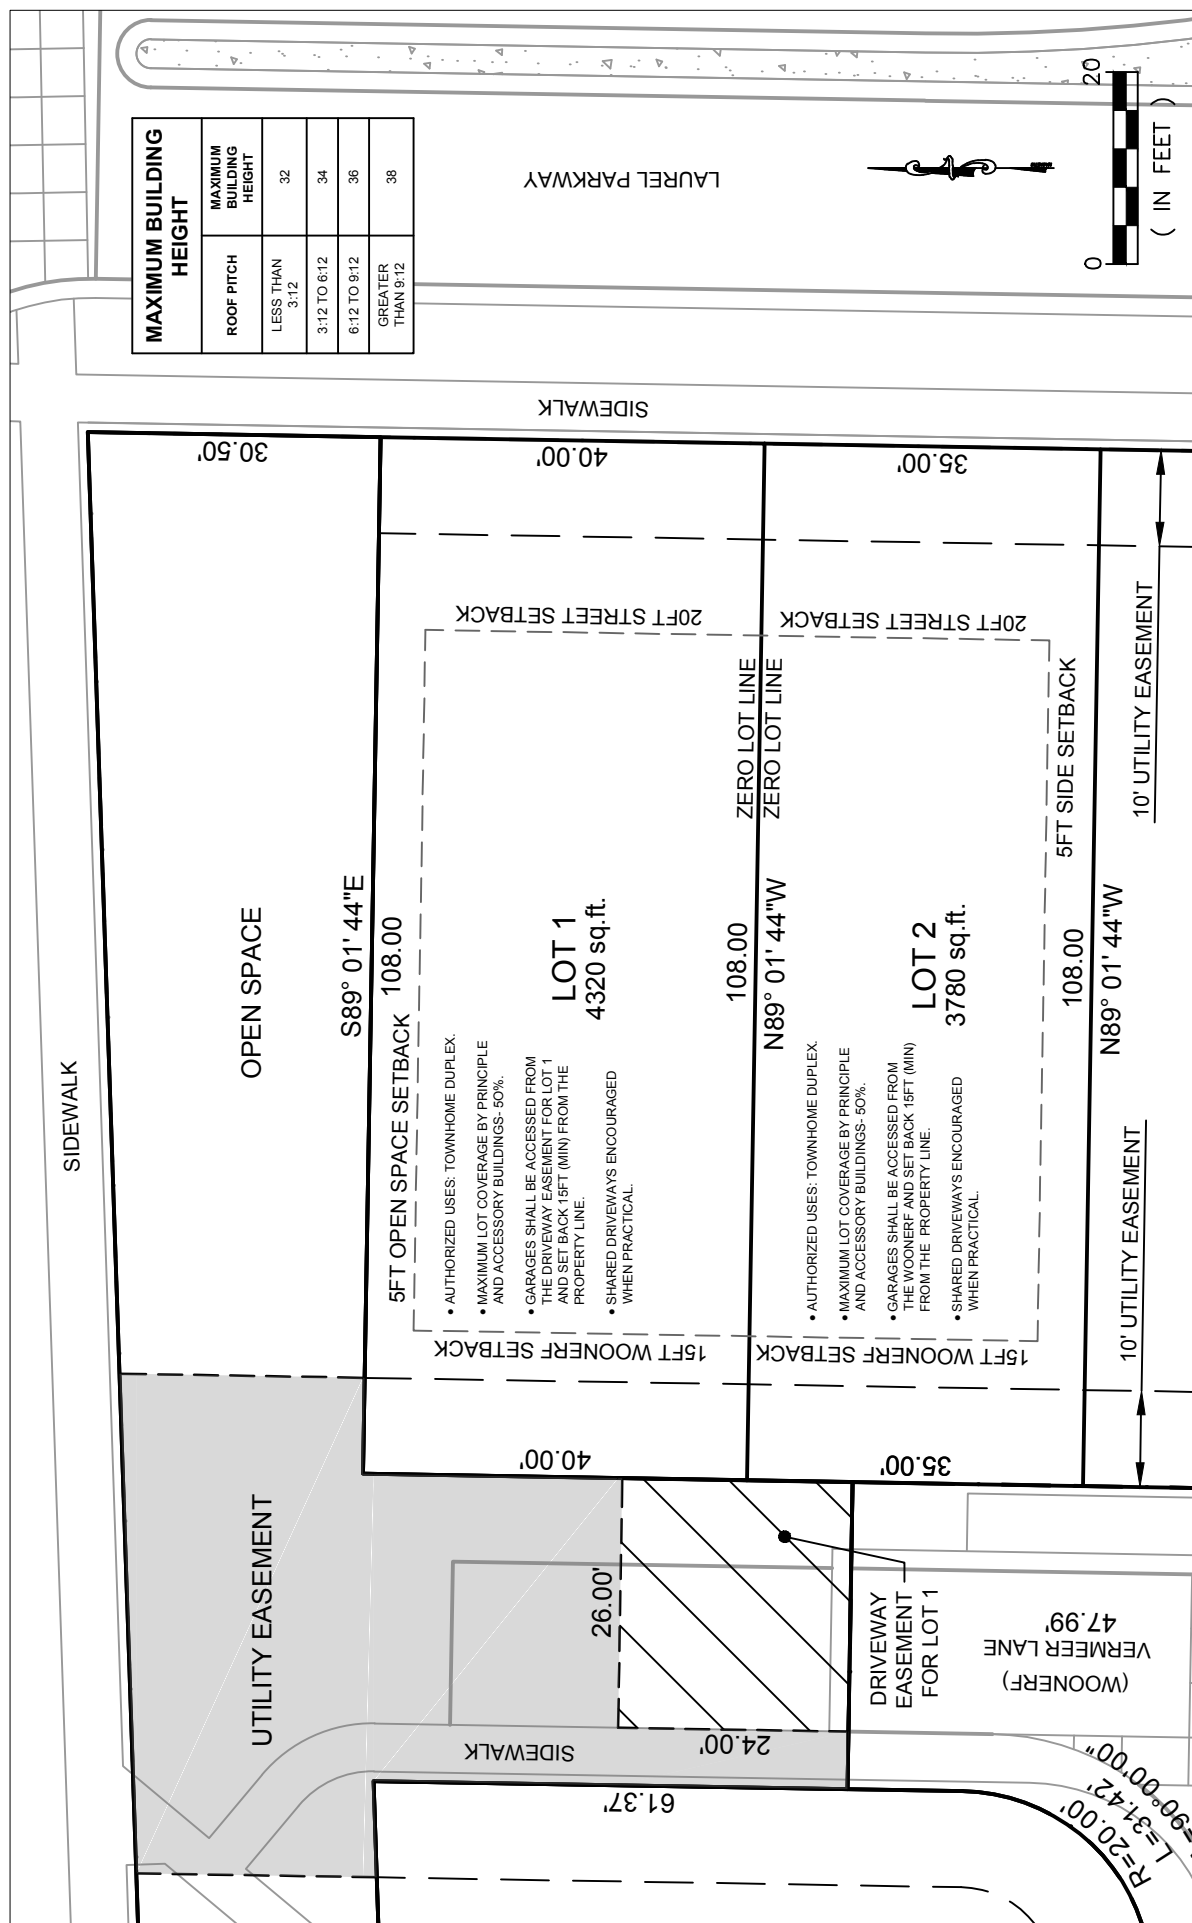 MAXIMUM BUILDING
HEIGHT
ROOF PITCH
MAXIMUM
BUILDING
HEIGHT
LESS THAN
3:12
32
3:12 TO 6:12
34
6:12 TO 9:12
36
GREATER
THAN 9:12
38
LAUREL PARKWAY
0
20
( IN FEET )
SIDEWALK
30.50'
40.00'
35.00'
SIDEWALK
OPEN SPACE
S89° 01' 44"E
108.00
5FT OPEN SPACE SETBACK
20FT STREET SETBACK
20FT STREET SETBACK
ZERO LOT LINE
ZERO LOT LINE
LOT 1
4320 sq.ft.
• AUTHORIZED USES: TOWNHOME DUPLEX.
• MAXIMUM LOT COVERAGE BY PRINCIPLE
AND ACCESSORY BUILDINGS- 50%.
• GARAGES SHALL BE ACCESSED FROM
THE DRIVEWAY EASEMENT FOR LOT 1
AND SET BACK 15FT (MIN) FROM THE
PROPERTY LINE.
• SHARED DRIVEWAYS ENCOURAGED
WHEN PRACTICAL.
108.00
N89° 01' 44"W
LOT 2
3780 sq.ft.
• AUTHORIZED USES: TOWNHOME DUPLEX.
• MAXIMUM LOT COVERAGE BY PRINCIPLE
AND ACCESSORY BUILDINGS- 50%.
• GARAGES SHALL BE ACCESSED FROM
THE WOONERF AND SET BACK 15FT (MIN)
FROM THE PROPERTY LINE.
• SHARED DRIVEWAYS ENCOURAGED
WHEN PRACTICAL.
5FT SIDE SETBACK
108.00
N89° 01' 44"W
10' UTILITY EASEMENT
10' UTILITY EASEMENT
15FT WOONERF SETBACK
15FT WOONERF SETBACK
40.00'
35.00'
UTILITY EASEMENT
26.00'
DRIVEWAY
EASEMENT
FOR LOT 1
47.99'
VERMEER LANE
(WOONERF)
SIDEWALK
24.00'
61.37'
R=20.00'
L=31.42'
=90°00'00"